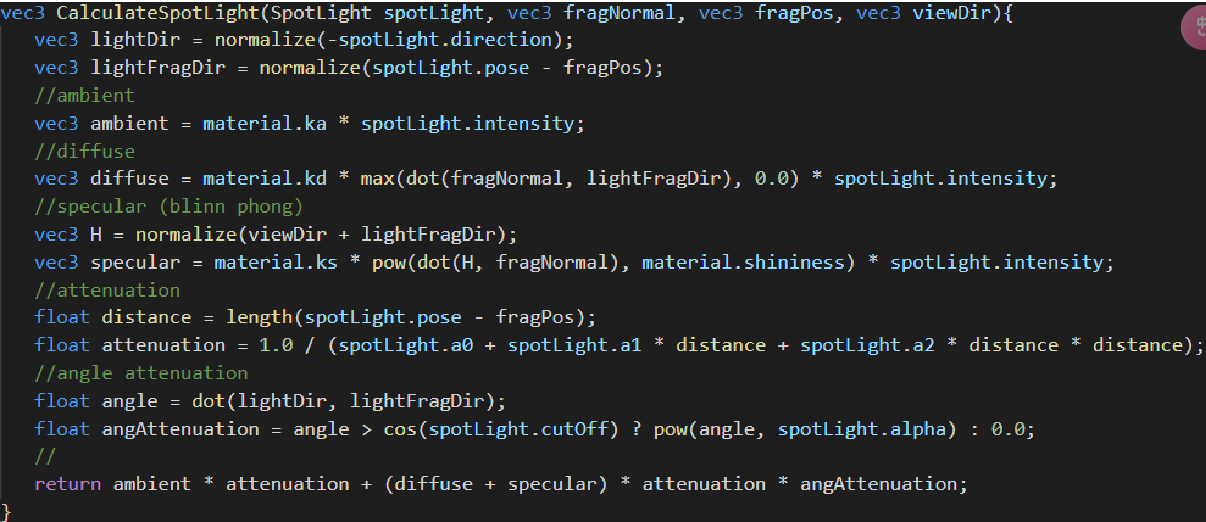 vec3 CalculateSpotLight(SpotLight spotLight, vec3 fragNormal, vec3 fragPos, vec3 viewDir){
vec3 lightDir = normalize(-spotLight.direction);
vec3 lightFragDir = normalize(spotLight.pose - fragPos);
//ambient
vec3 ambient = material.ka * spotLight.intensity;
//diffuse
vec3 diffuse = material.kd * max(dot(fragNormal, lightFragDir), 0.0) * spotLight.intensity;
//specular (blinn phong)
vec3 H = normalize(viewDir + lightFragDir);
vec3 specular = material.ks * pow(dot(H, fragNormal), material.shininess) * spotLight.intensity;
//attenuation
float distance = length(spotLight.pose - fragPos);
float attenuation = 1.0 / (spotLight.a0 + spotLight.a1 * distance + spotLight.a2 * distance * distance);
//angle attenuation
float angle = dot(lightDir, lightFragDir);
float angAttenuation = angle > cos(spotLight.cutOff) ? pow(angle, spotLight.alpha) : 0.0;
//
return ambient * attenuation + (diffuse + specular) * attenuation * angAttenuation;
}